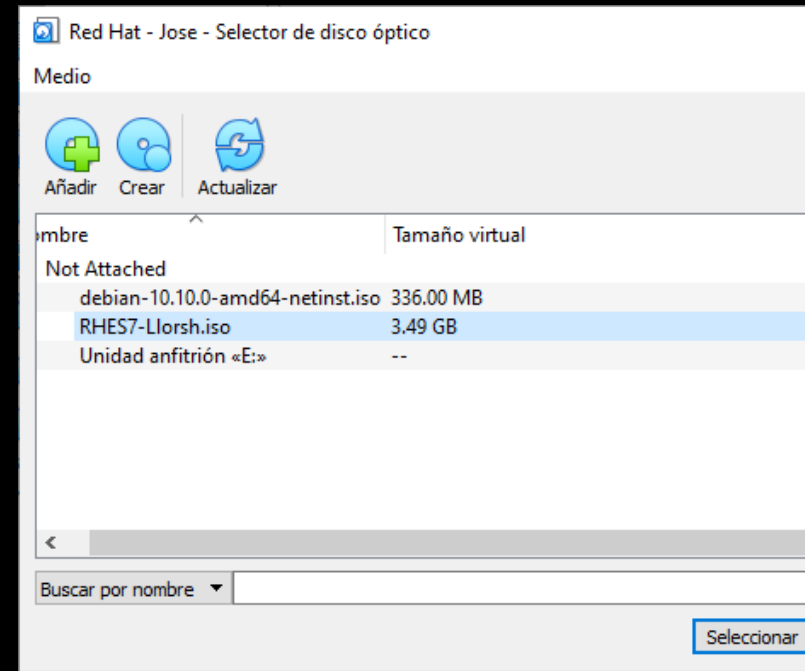 Red Hat - Jose - Selector de disco óptico
Medio
Añadir Crear Actualizar
ombre Tamaño virtual
Not Attached
debian-10.10.0-amd64-netinst.iso 336.00 MB
RHES7-Llorsh.iso 3.49 GB
Unidad anfitrión «E:» --
Buscar por nombre
Seleccionar